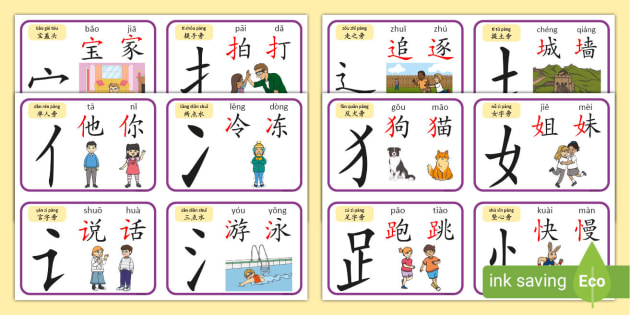 bǎo gài tóu
宝盖头
bǎo jiā
宝 家
宀
tí shǒu páng
提手旁
pāi dǎ
拍 打
扌
zǒu zhī páng
走之旁
zhuī zhú
追 逐
辶
tí tǔ páng
提土旁
chéng qiáng
城 墙
土
dān rén páng
单人旁
tā nǐ
他 你
亻
liǎng diǎn shuǐ
两点水
lěng dòng
冷 冻
冫
fǎn quǎn páng
反犬旁
gǒu māo
狗 猫
犭
nǚ zì páng
女字旁
jiě mèi
姐 妹
女
yán zì páng
言字旁
shuō huà
说 话
讠
sān diǎn shuǐ
三点水
yóu yǒng
游 泳
氵
zú zì páng
足字旁
pǎo tiào
跑 跳
足
shù xīn páng
竖心旁
kuài màn
快 慢
忄
ink saving Eco